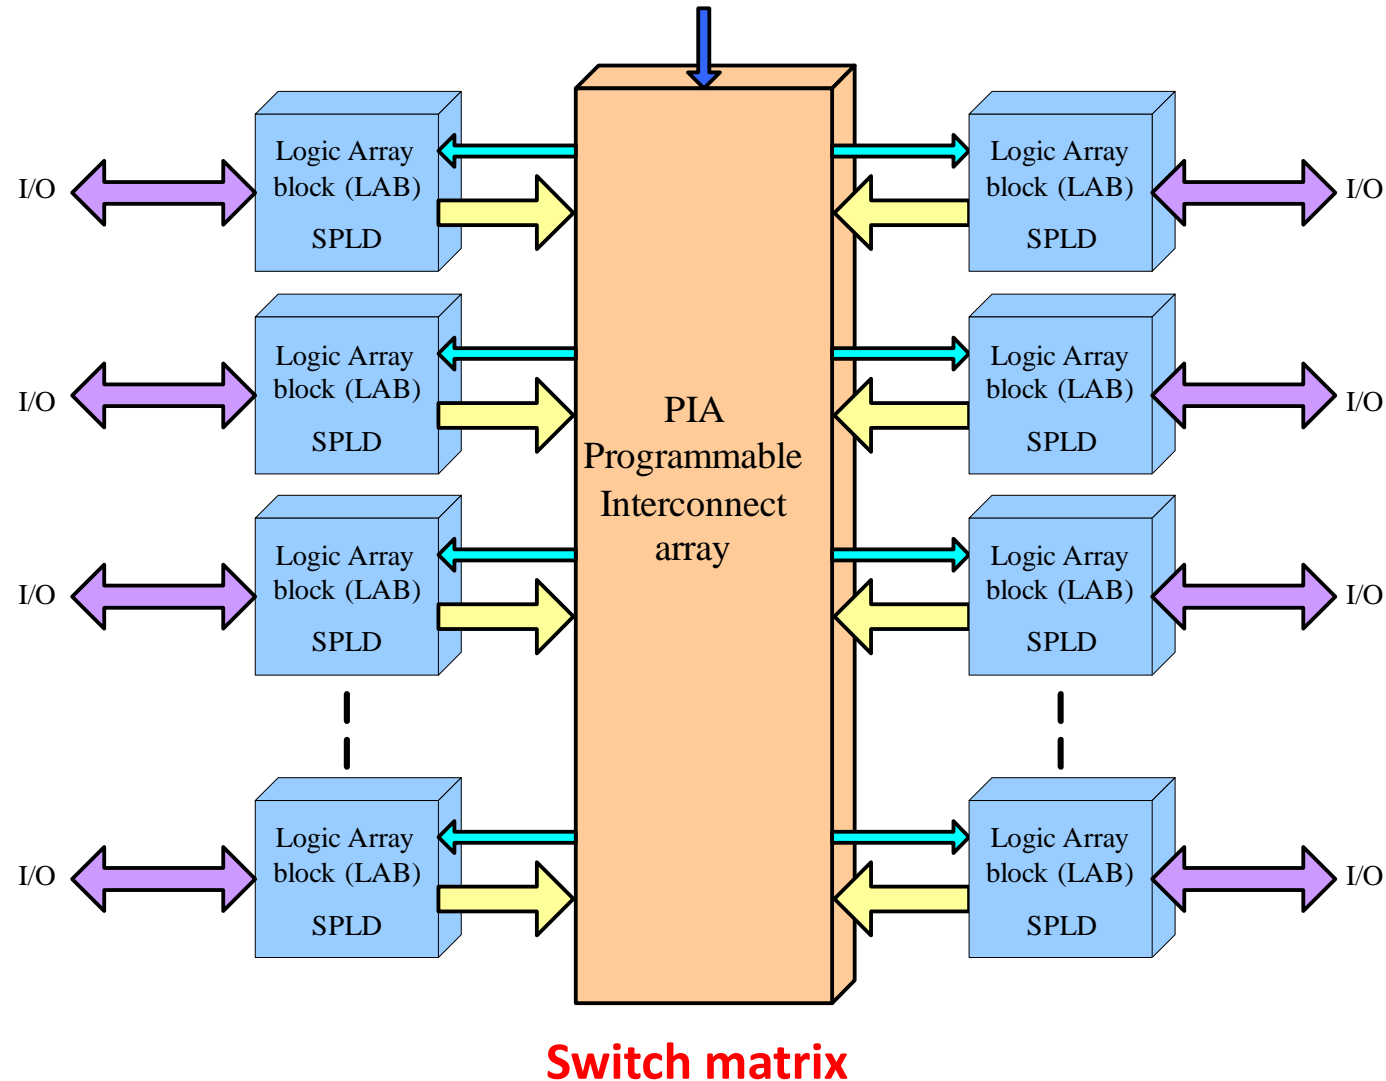 Logic Array
block (LAB)
SPLD
I/O
Logic Array
block (LAB)
SPLD
I/O
Logic Array
block (LAB)
SPLD
I/O
Logic Array
block (LAB)
SPLD
I/O
PIA
Programmable
Interconnect
array
Logic Array
block (LAB)
SPLD
I/O
Logic Array
block (LAB)
SPLD
I/O
Logic Array
block (LAB)
SPLD
I/O
Logic Array
block (LAB)
SPLD
I/O
Switch matrix